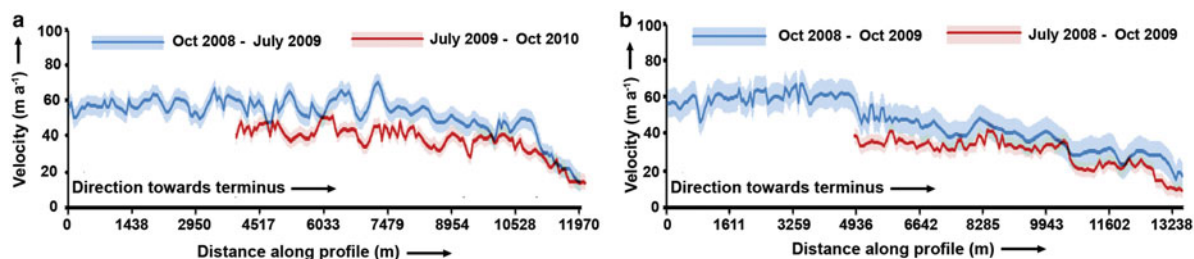 a
100
80
60
40
20
0
Velocity (m a⁻¹)
Oct 2008 - July 2009
July 2009 - Oct 2010
Direction towards terminus
0 1438 2950 4517 6033 7479 8954 10528 11970
Distance along profile (m)
b
100
80
60
40
20
0
Velocity (m a⁻¹)
Oct 2008 - Oct 2009
July 2008 - Oct 2009
Direction towards terminus
0 1611 3259 4936 6642 8285 9943 11602 13238
Distance along profile (m)